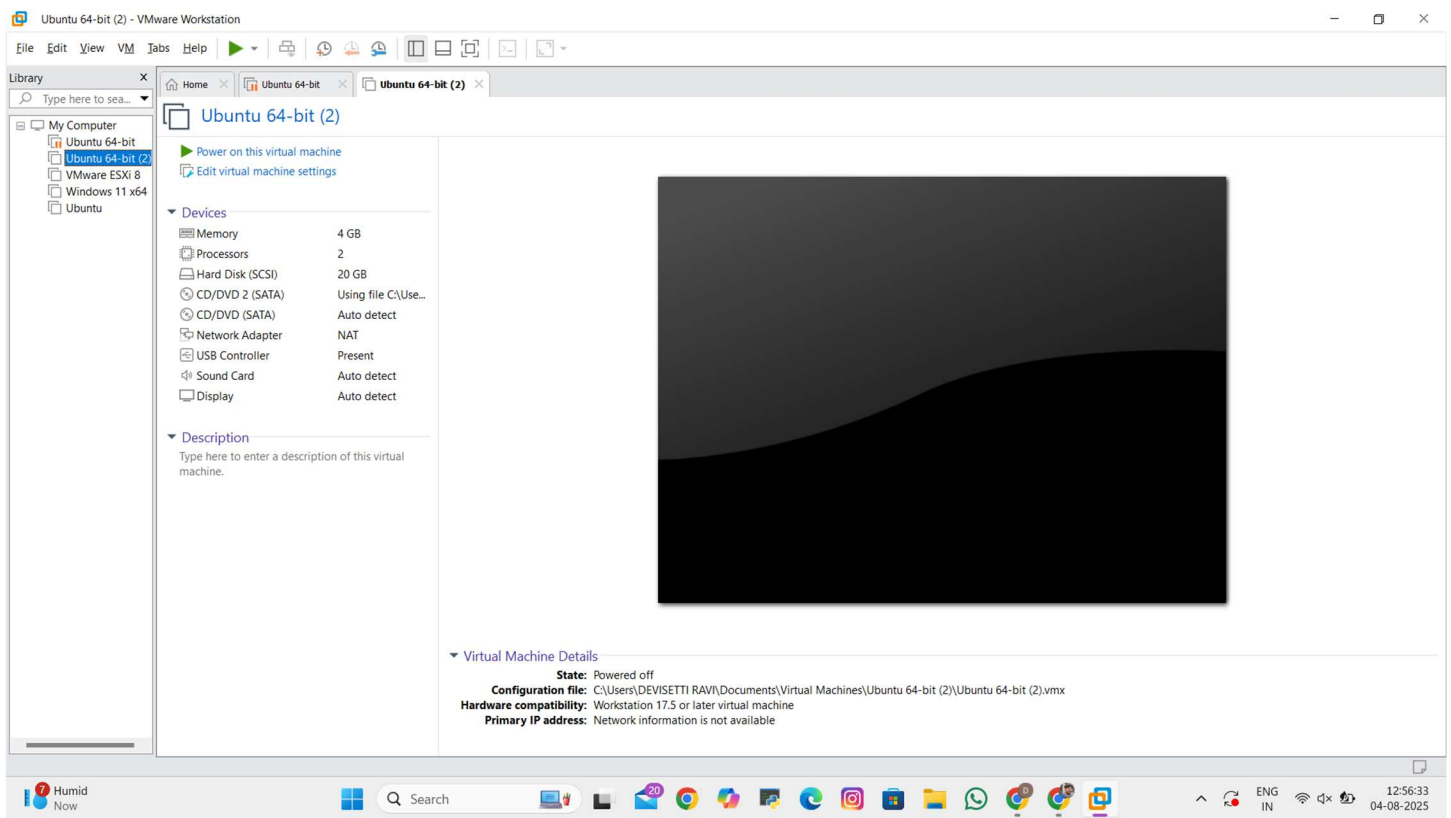 Ubuntu 64-bit (2) - VMware Workstation
File Edit View VM Tabs Help
Library X
Type here to sea...
Home
Ubuntu 64-bit
Ubuntu 64-bit (2)
My Computer
Ubuntu 64-bit
Ubuntu 64-bit (2)
VMware ESXi 8
Windows 11 x64
Ubuntu
Ubuntu 64-bit (2)
Power on this virtual machine
Edit virtual machine settings
Devices
Memory 4 GB
Processors 2
Hard Disk (SCSI) 20 GB
CD/DVD 2 (SATA) Using file C:\Use...
CD/DVD (SATA) Auto detect
Network Adapter NAT
USB Controller Present
Sound Card Auto detect
Display Auto detect
Description
Type here to enter a description of this virtual
machine.
Virtual Machine Details
State: Powered off
Configuration file: C:\Users\DEVISETTI RAVI\Documents\Virtual Machines\Ubuntu 64-bit (2)\Ubuntu 64-bit (2).vmx
Hardware compatibility: Workstation 17.5 or later virtual machine
Primary IP address: Network information is not available
7
Humid
Now
Search
20
D
ENG
IN
12:56:33
04-08-2025